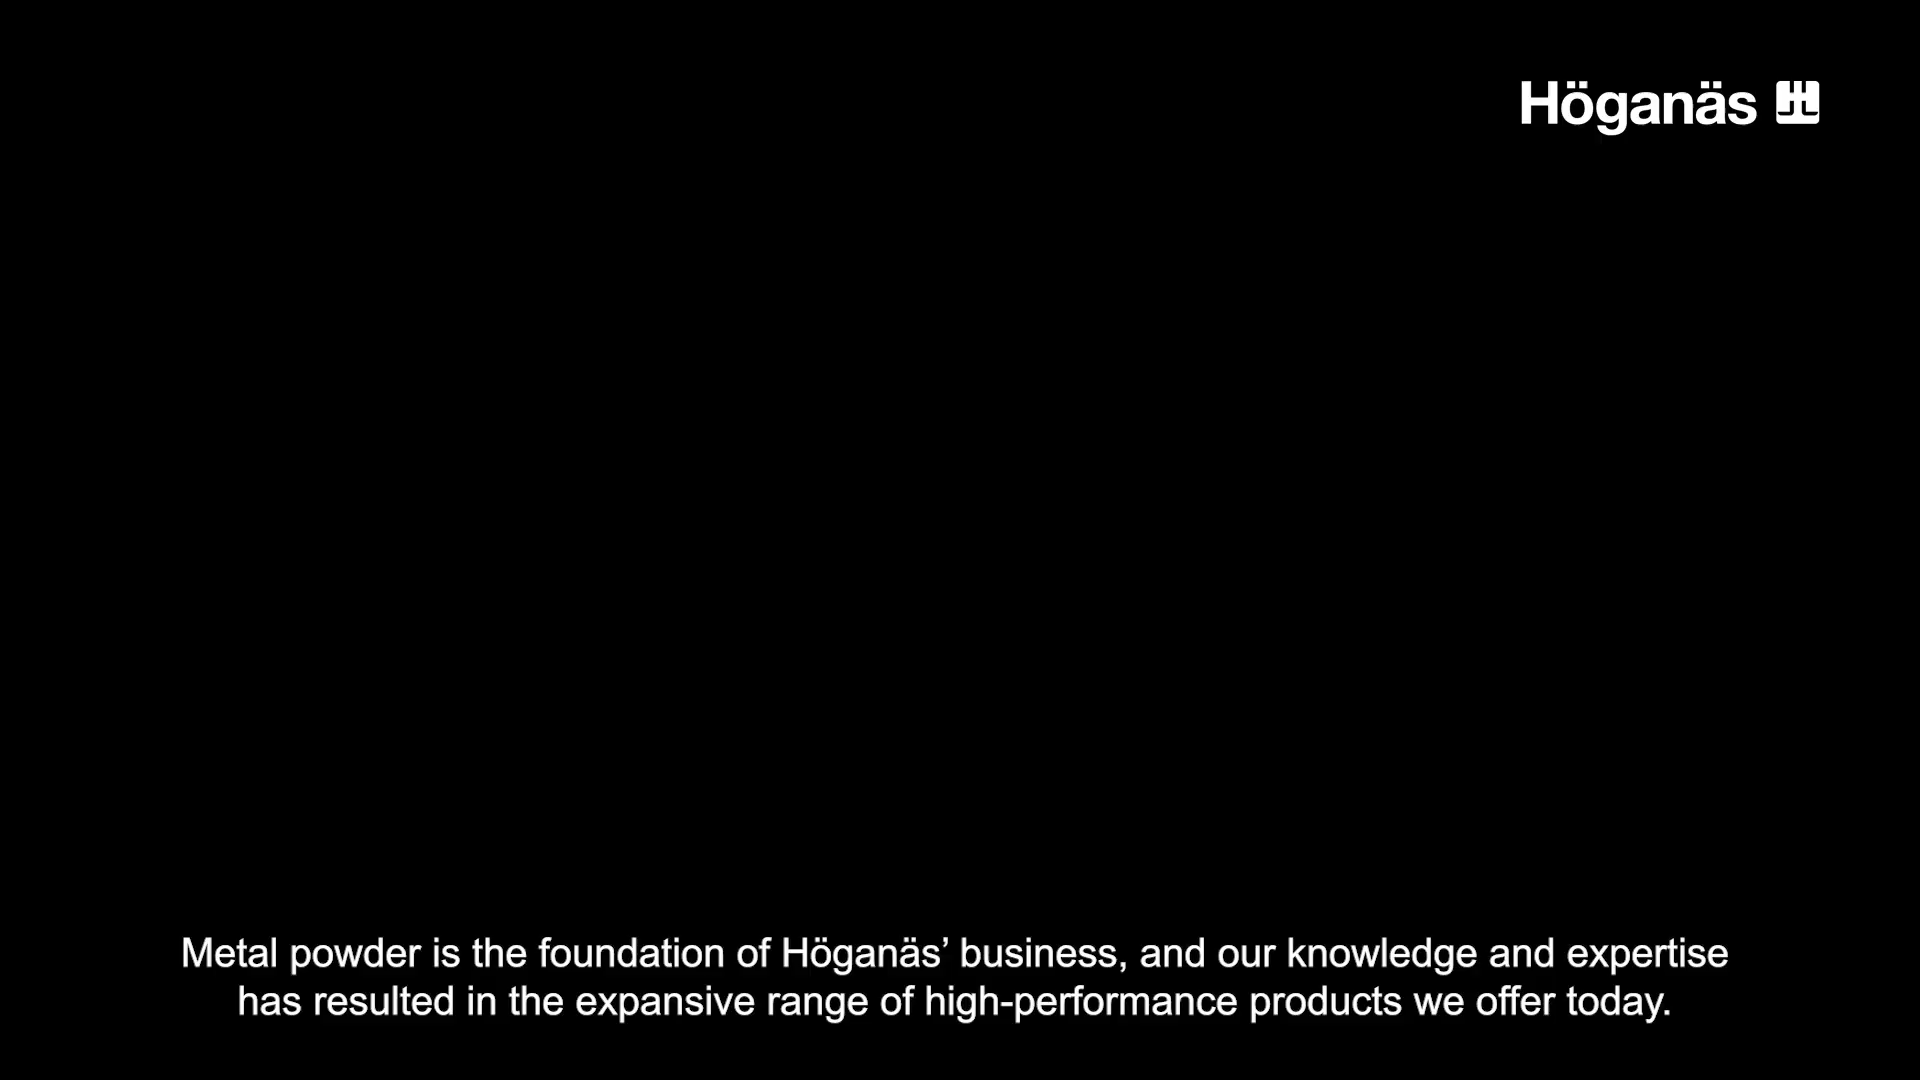 Höganäs
Metal powder is the foundation of Höganäs’ business, and our knowledge and expertise
has resulted in the expansive range of high-performance products we offer today.